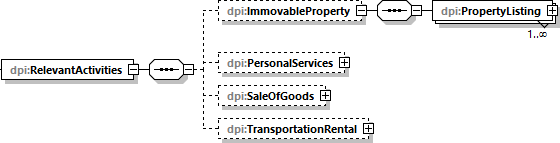 dpi:ImmovableProperty
dpi:PropertyListing
1..∞
dpi:RelevantActivities
dpi:PersonalServices
dpi:SaleOfGoods
dpi:TransportationRental